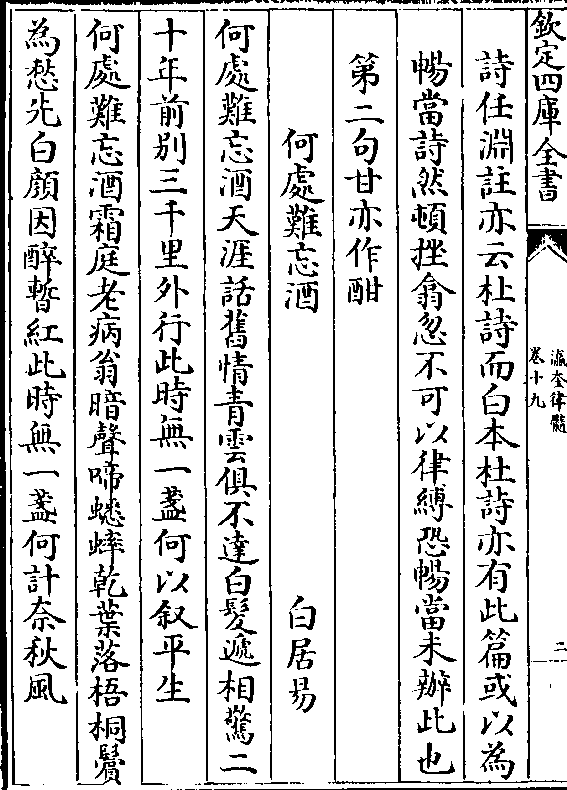 欽定四庫全書
瀛奎律髓
卷十九
二
詩任淵註亦云杜詩而白本杜詩亦有此篇或以為
暢當詩然頓挫翕忽不可以律縛恐暢當未辦此也
第二句甘亦作酣
何處難忘酒
白居易
何處難忘酒天涯話舊情青雲俱不達白髮遞相驚二
十年前别三千里外行此時無一盞何以叙平生
何處難忘酒霜庭老病翁暗聲啼蟋蟀乾葉落梧桐鬢
為愁先白顔因醉暫紅此時無一盞何計奈秋風